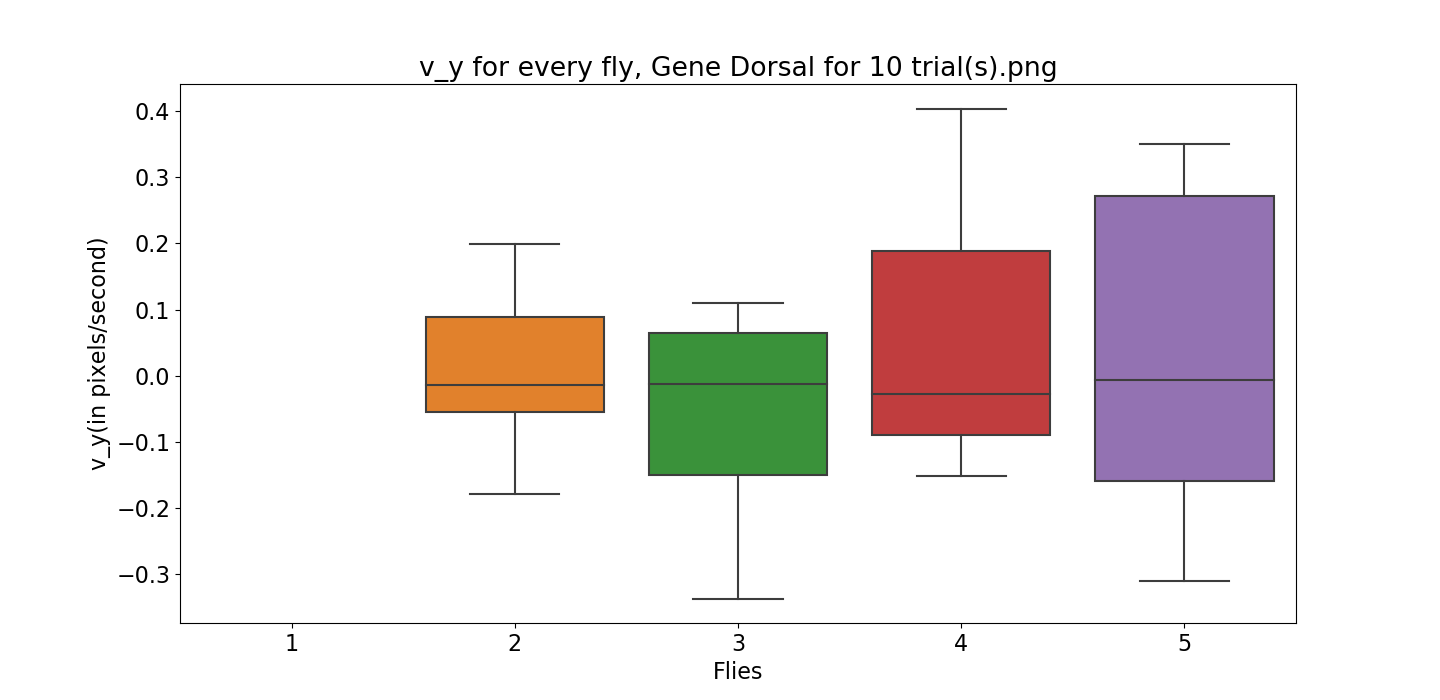 v_y for every fly, Gene Dorsal for 10 trial(s).png
v_y(in pixels/second)
0.4
0.3
0.2
0.1
0.0
−0.1
−0.2
−0.3
1 2 3 4 5
Flies